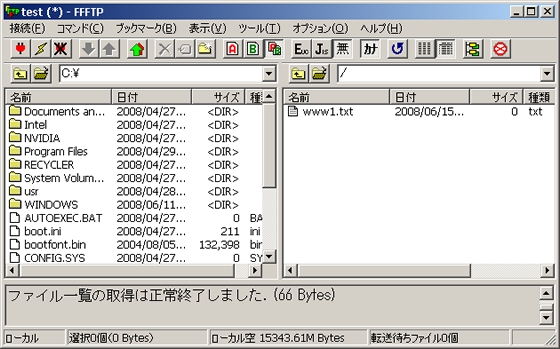 test (*) - FFFTP
接続(F) コマンド(C) ブックマーク(B) 表示(V) ツール(T) オプション(O) ヘルプ(H)
A B Euc JIS 無 カナ
C:¥ /
名前 日付 サイズ 種類 名前 日付 サイズ 種類
Documents an... 2008/04/27... <DIR> www1.txt 2008/06/15... 0 txt
Intel 2008/04/27... <DIR>
NVIDIA 2008/04/27... <DIR>
Program Files 2008/04/29... <DIR>
RECYCLER 2008/04/27... <DIR>
System Volum... 2008/04/27... <DIR>
usr 2008/04/28... <DIR>
WINDOWS 2008/06/11... <DIR>
AUTOEXEC.BAT 2008/04/27... 0 BA
boot.ini 2008/04/27... 211 ini
bootfont.bin 2004/08/05... 132,398 bin
CONFIG.SYS 2008/04/27... 0 SY
ファイル一覧の取得は正常終了しました. (66 Bytes)
ローカル 選択0個(0 Bytes) ローカル空 15343.61M Bytes 転送待ちファイル0個